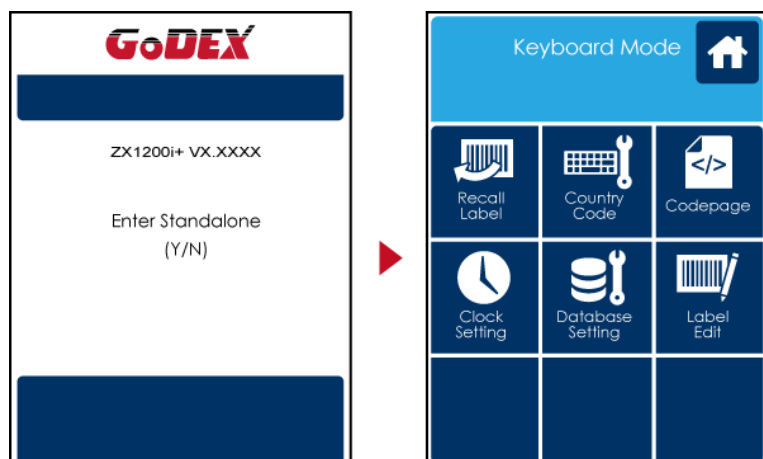 GoDEX
ZX1200i+ VX.XXXX
Enter Standalone
(Y/N)
Keyboard Mode
Recall
Label
Country
Code
</>
Codepage
Clock
Setting
Database
Setting
Label
Edit